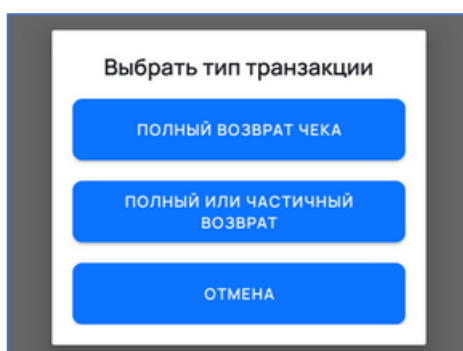 Выбрать тип транзакции
ПОЛНЫЙ ВОЗВРАТ ЧЕКА
ПОЛНЫЙ ИЛИ ЧАСТИЧНЫЙ
ВОЗВРАТ
ОТМЕНА